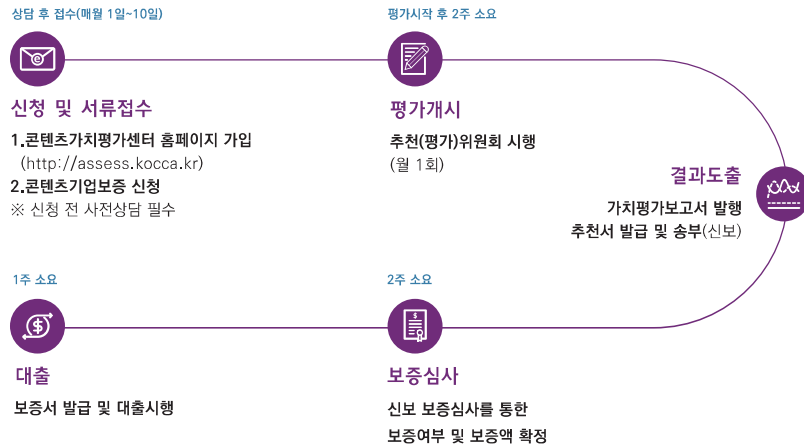 상담 후 접수(매월 1일~10일)
신청 및 서류접수
1.콘텐츠가치평가센터 홈페이지 가입
(http://assess.kocca.kr)
2.콘텐츠기업보증 신청
※ 신청 전 사전상담 필수
평가시작 후 2주 소요
평가개시
추천(평가)위원회 시행
(월 1회)
결과도출
가치평가보고서 발행
추천서 발급 및 송부(신보)
2주 소요
보증심사
신보 보증심사를 통한
보증여부 및 보증액 확정
1주 소요
대출
보증서 발급 및 대출시행